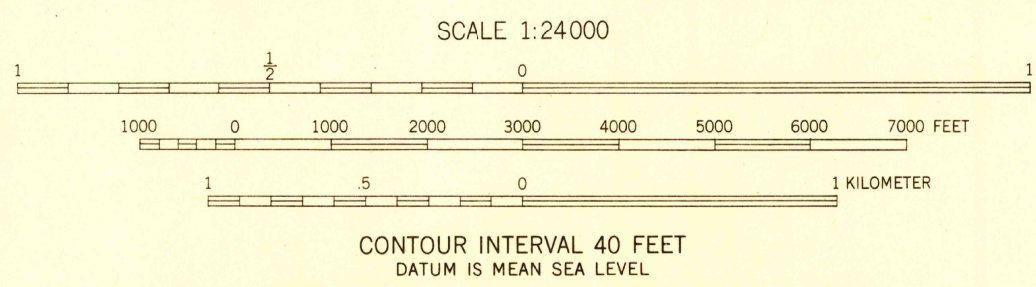 SCALE 1:24000
1 1/2 0 1
1000 0 1000 2000 3000 4000 5000 6000 7000 FEET
1 .5 0 1 KILOMETER
CONTOUR INTERVAL 40 FEET
DATUM IS MEAN SEA LEVEL